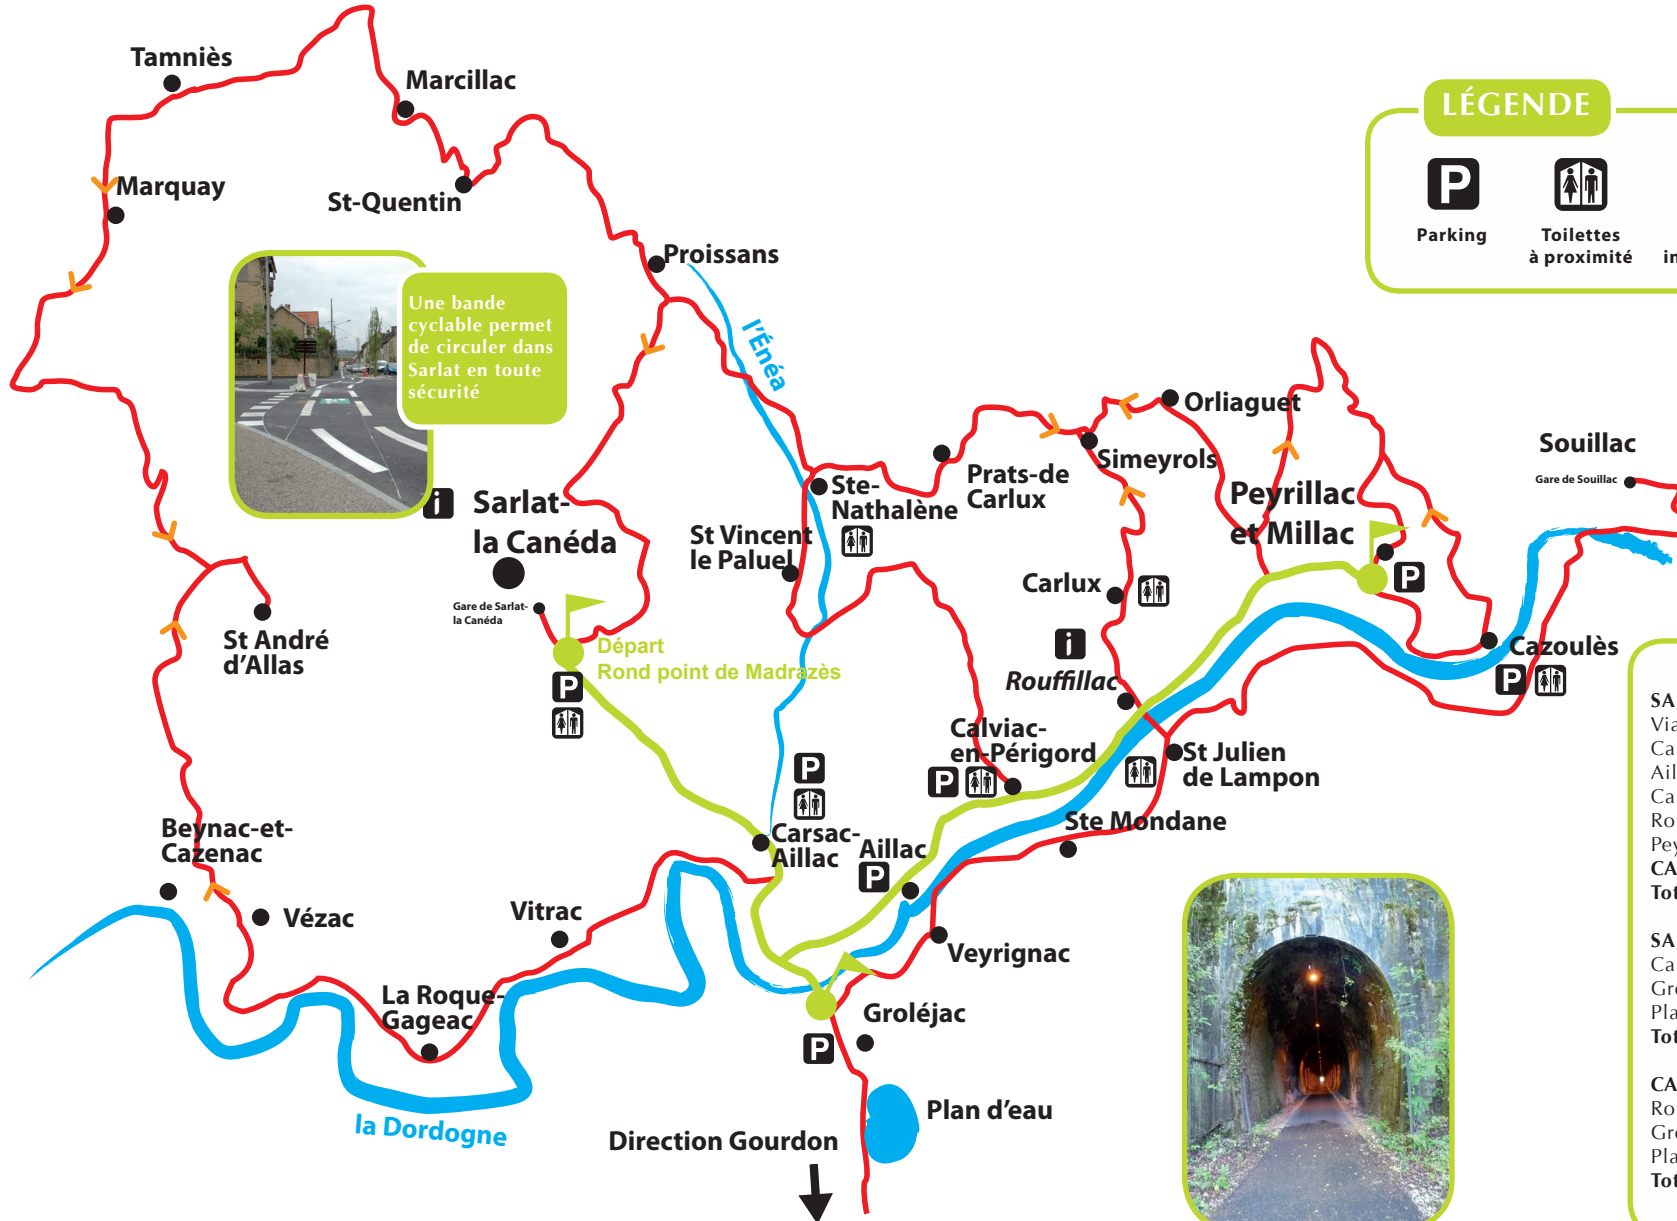 Tamniès
Marcillac
Marquay
St-Quentin
Proissans
LÉGENDE
P
Parking
Toilettes
à proximité
Une bande
cyclable permet
de circuler dans
Sarlat en toute
sécurité
l'Énéa
i
Sarlat-
la Canéda
Gare de Sarlat-
la Canéda
Départ
Rond point de Madrazès
P
St André
d'Allas
St Vincent
le Paluel
Ste-
Nathalène
Prats-de
Carlux
Simeyrols
Orliaguet
Peyrillac
et Millac
P
Souillac
Gare de Souillac
Carlux
i
Rouffillac
Cazoulès
P
Calviac-
en-Périgord
P
St Julien
de Lampon
Ste Mondane
P
Carsac-
Aillac
Aillac
P
Beynac-et-
Cazenac
Vézac
Vitrac
La Roque-
Gageac
Veyrignac
Groléjac
P
Plan d'eau
la Dordogne
Direction Gourdon